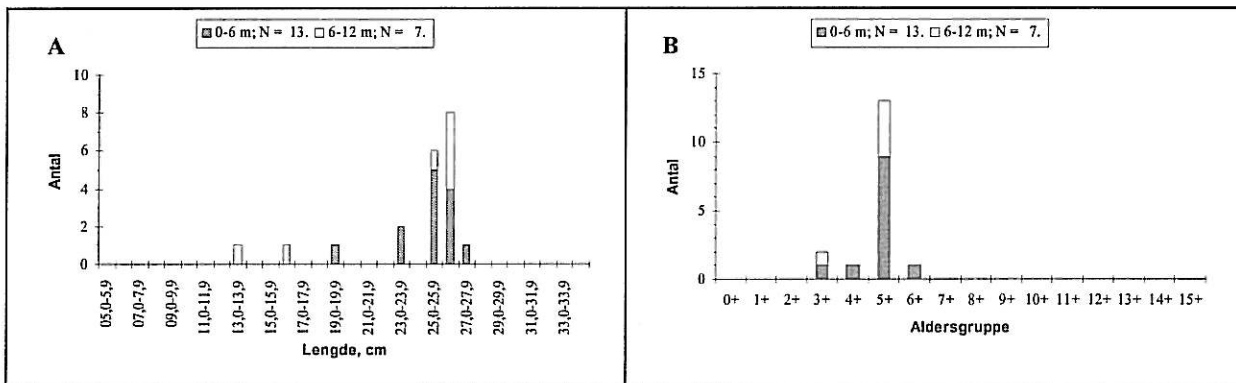 A
0-6 m; N = 13. 6-12 m; N = 7.
10
8
6
4
2
0
Antal
05,0-5,9
07,0-7,9
09,0-9,9
11,0-11,9
13,0-13,9
15,0-15,9
17,0-17,9
19,0-19,9
21,0-21,9
23,0-23,9
25,0-25,9
27,0-27,9
29,0-29,9
31,0-31,9
33,0-33,9
Lengde, cm
B
0-6 m; N = 13. 6-12 m; N = 7.
15
10
5
0
Antal
0+ 1+ 2+ 3+ 4+ 5+ 6+ 7+ 8+ 9+ 10+ 11+ 12+ 13+ 14+ 15+
Aldersgruppe